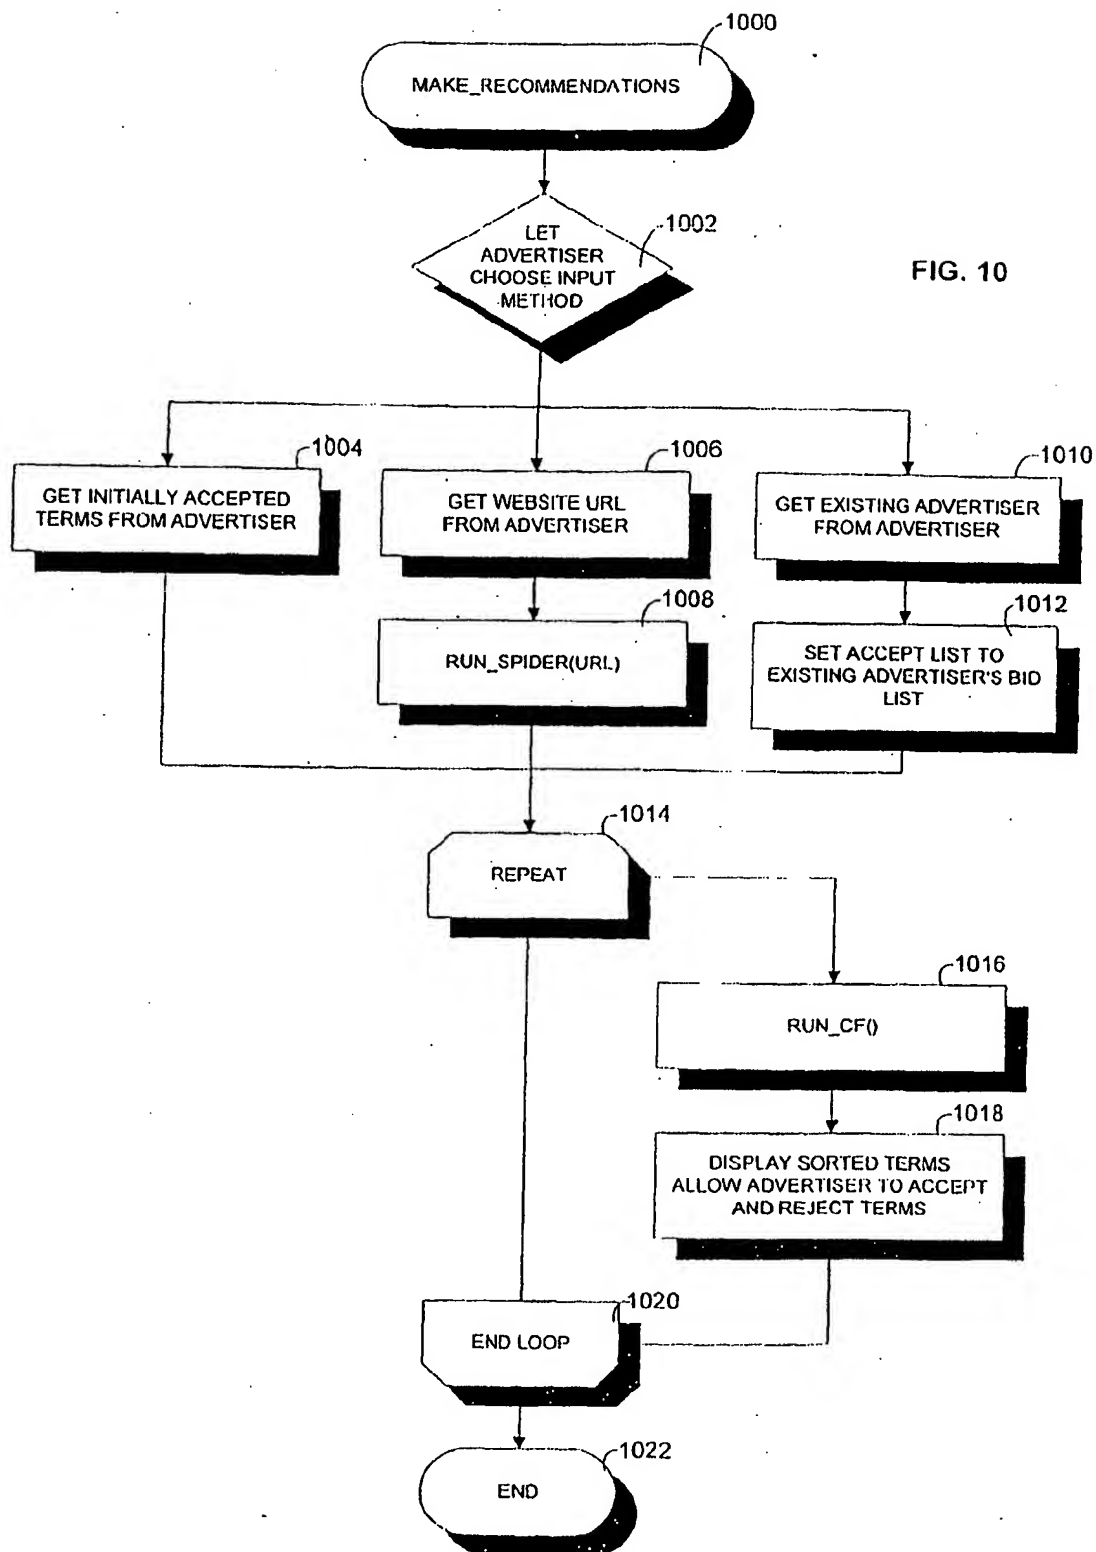 1000
MAKE_RECOMMENDATIONS
1002
LET
ADVERTISER
CHOOSE INPUT
METHOD
FIG. 10
1004
GET INITIALLY ACCEPTED
TERMS FROM ADVERTISER
1006
GET WEBSITE URL
FROM ADVERTISER
1010
GET EXISTING ADVERTISER
FROM ADVERTISER
1008
RUN_SPIDER(URL)
1012
SET ACCEPT LIST TO
EXISTING ADVERTISER'S BID
LIST
1014
REPEAT
1016
RUN_CF()
1018
DISPLAY SORTED TERMS
ALLOW ADVERTISER TO ACCEPT
AND REJECT TERMS
1020
END LOOP
1022
END